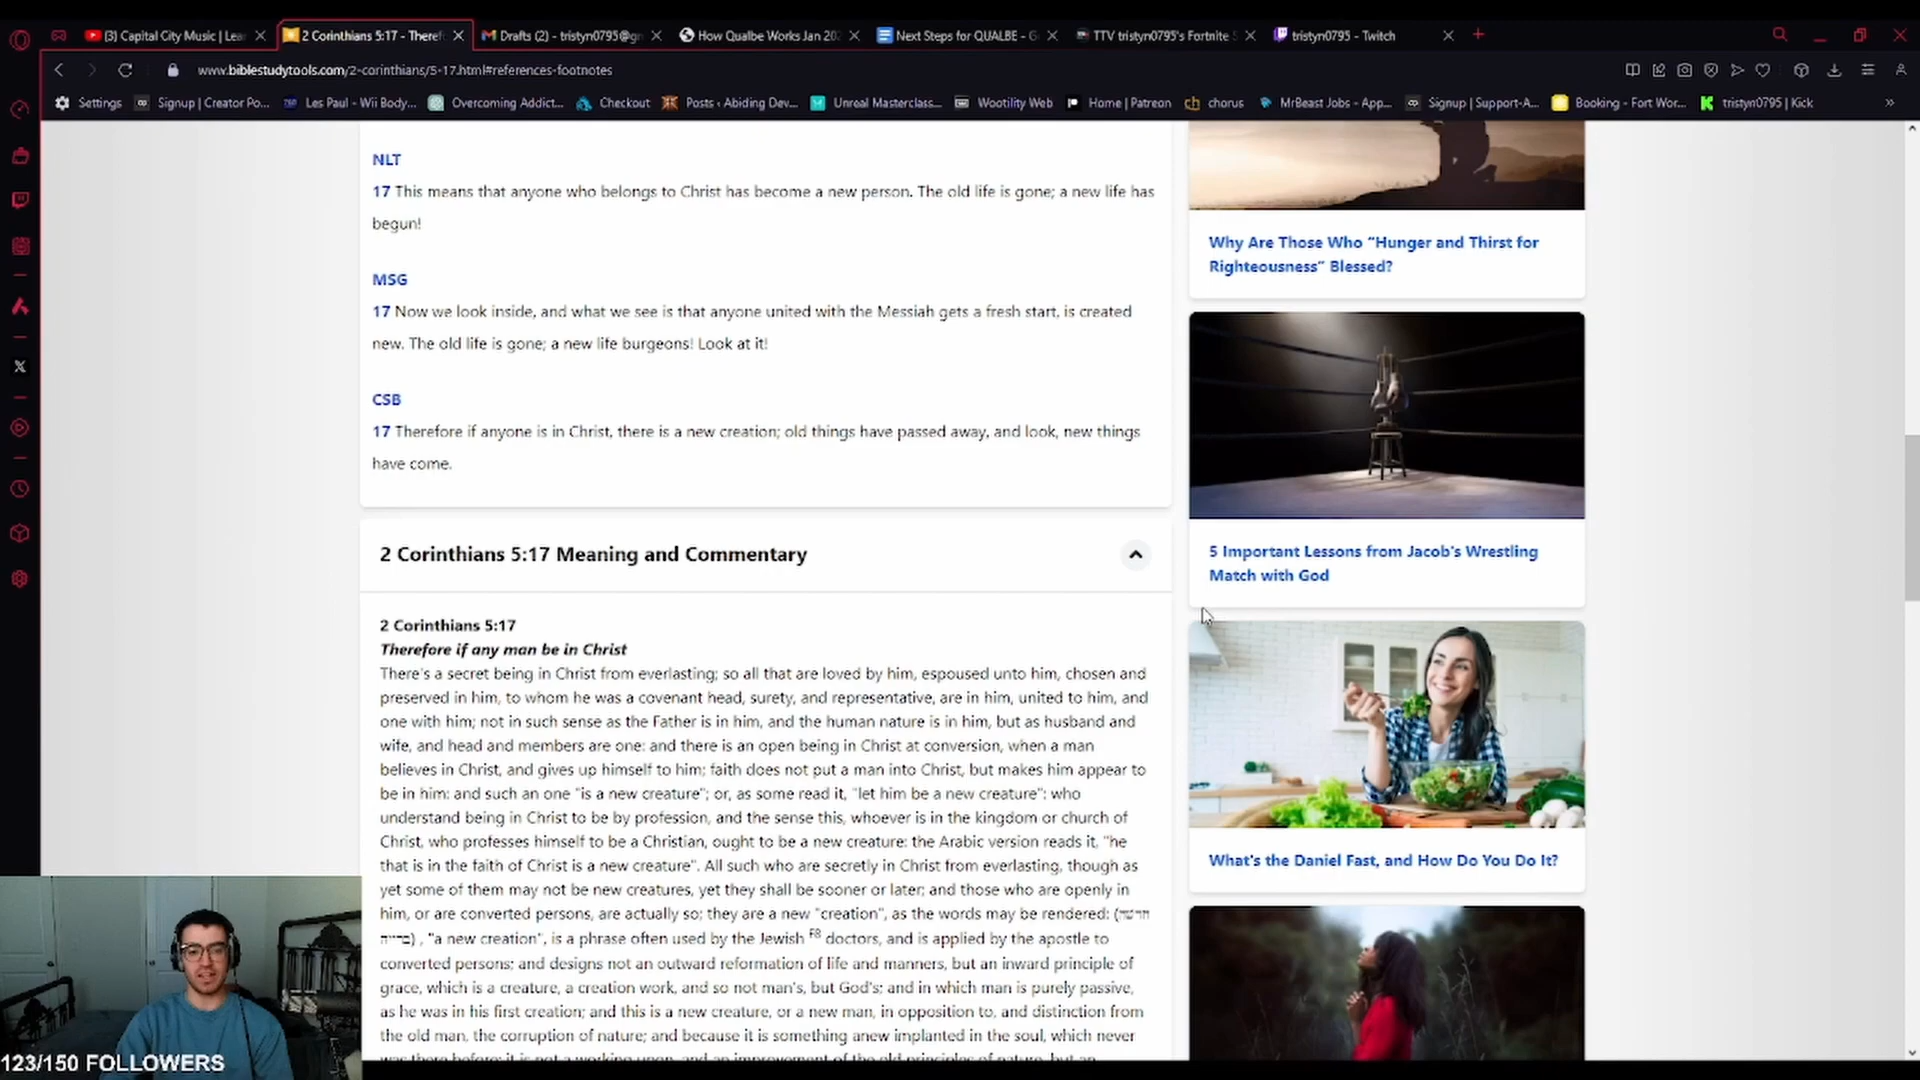 (3) Capital City Music | Lea
2 Corinthians 5:17 - Theref
Drafts (2) - tristyn0795@g
How Qualbe Works Jan 20
Next Steps for QUALBE - G
TTV tristyn0795's Fortnite S
tristyn0795 - Twitch
www.biblestudytools.com/2-corinthians/5-17.html#references-footnotes
Settings
Signup | Creator Po...
Les Paul - Wii Body...
Overcoming Addict...
Checkout
Posts ‹ Abiding Dev...
Unreal Masterclass...
Wootility Web
Home | Patreon
chorus
MrBeast Jobs - App...
Signup | Support-A...
Booking - Fort Wor...
tristyn0795 | Kick
NLT
17 This means that anyone who belongs to Christ has become a new person. The old life is gone; a new life has
begun!
MSG
17 Now we look inside, and what we see is that anyone united with the Messiah gets a fresh start, is created
new. The old life is gone; a new life burgeons! Look at it!
CSB
17 Therefore if anyone is in Christ, there is a new creation; old things have passed away, and look, new things
have come.
2 Corinthians 5:17 Meaning and Commentary
2 Corinthians 5:17
Therefore if any man be in Christ
There's a secret being in Christ from everlasting; so all that are loved by him, espoused unto him, chosen and
preserved in him, to whom he was a covenant head, surety, and representative, are in him, united to him, and
one with him; not in such sense as the Father is in him, and the human nature is in him, but as husband and
wife, and head and members are one: and there is an open being in Christ at conversion, when a man
believes in Christ, and gives up himself to him; faith does not put a man into Christ, but makes him appear to
be in him: and such an one "is a new creature"; or, as some read it, "let him be a new creature": who
understand being in Christ to be by profession, and the sense this, whoever is in the kingdom or church of
Christ, who professes himself to be a Christian, ought to be a new creature: the Arabic version reads it, "he
that is in the faith of Christ is a new creature". All such who are secretly in Christ from everlasting, though as
yet some of them may not be new creatures, yet they shall be sooner or later; and those who are openly in
him, or are converted persons, are actually so; they are a new "creation", as the words may be rendered: (חדשה
בריה) , "a new creation", is a phrase often used by the Jewish F8 doctors, and is applied by the apostle to
converted persons; and designs not an outward reformation of life and manners, but an inward principle of
grace, which is a creature, a creation work, and so not man's, but God's; and in which man is purely passive,
as he was in his first creation; and this is a new creature, or a new man, in opposition to, and distinction from
the old man, the corruption of nature; and because it is something anew implanted in the soul, which never
was there before; it is not a working upon, and an improvement of the old principles of nature, but an
Why Are Those Who "Hunger and Thirst for
Righteousness" Blessed?
5 Important Lessons from Jacob's Wrestling
Match with God
What's the Daniel Fast, and How Do You Do It?
123/150 FOLLOWERS